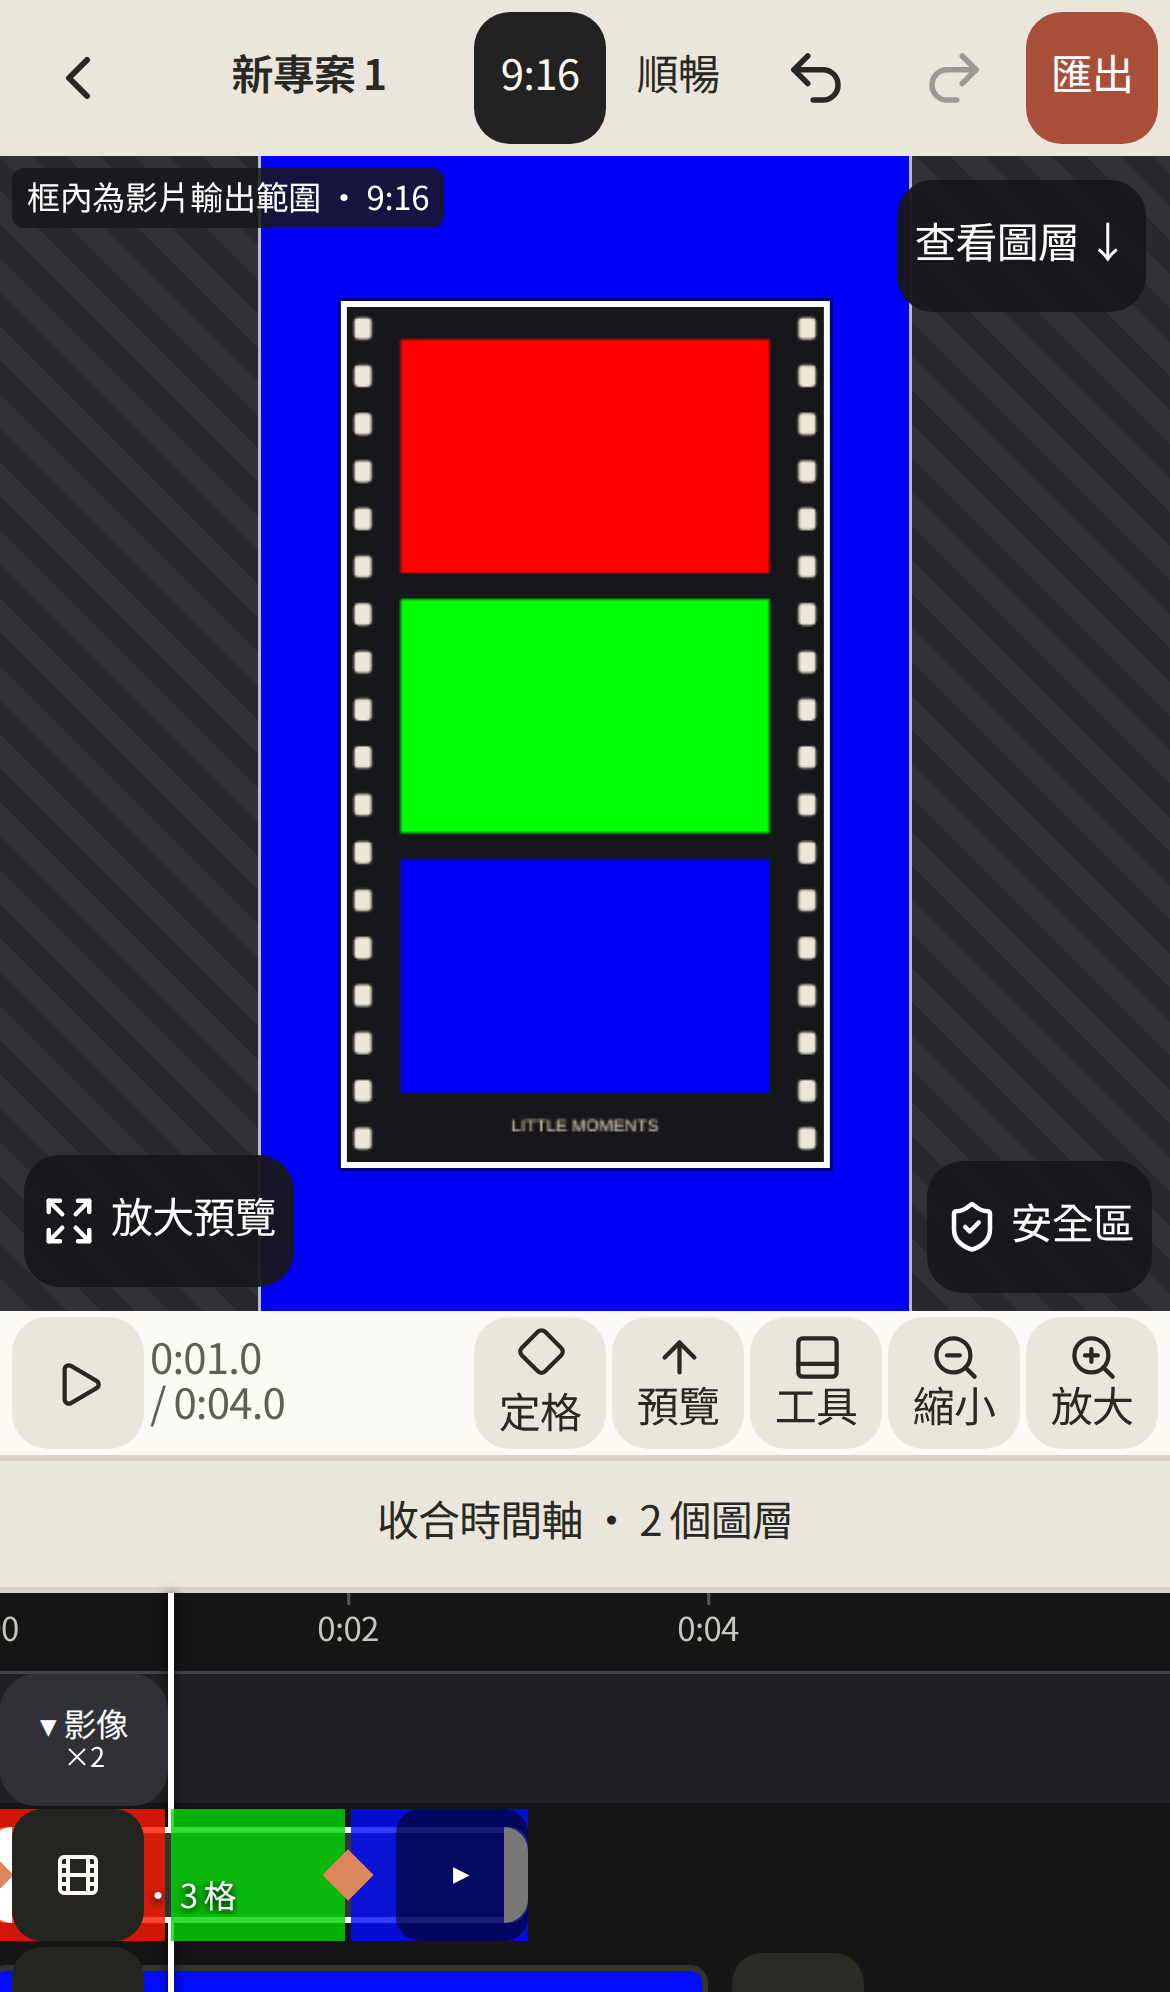 新專案 1
9:16
順暢
匯出
框內為影片輸出範圍 · 9:16
查看圖層 ↓
LITTLE MOMENTS
放大預覽
安全區
0:01.0
/ 0:04.0
定格
預覽
工具
縮小
放大
收合時間軸 · 2 個圖層
0
0:02
0:04
▾ 影像
×2
· 3 格